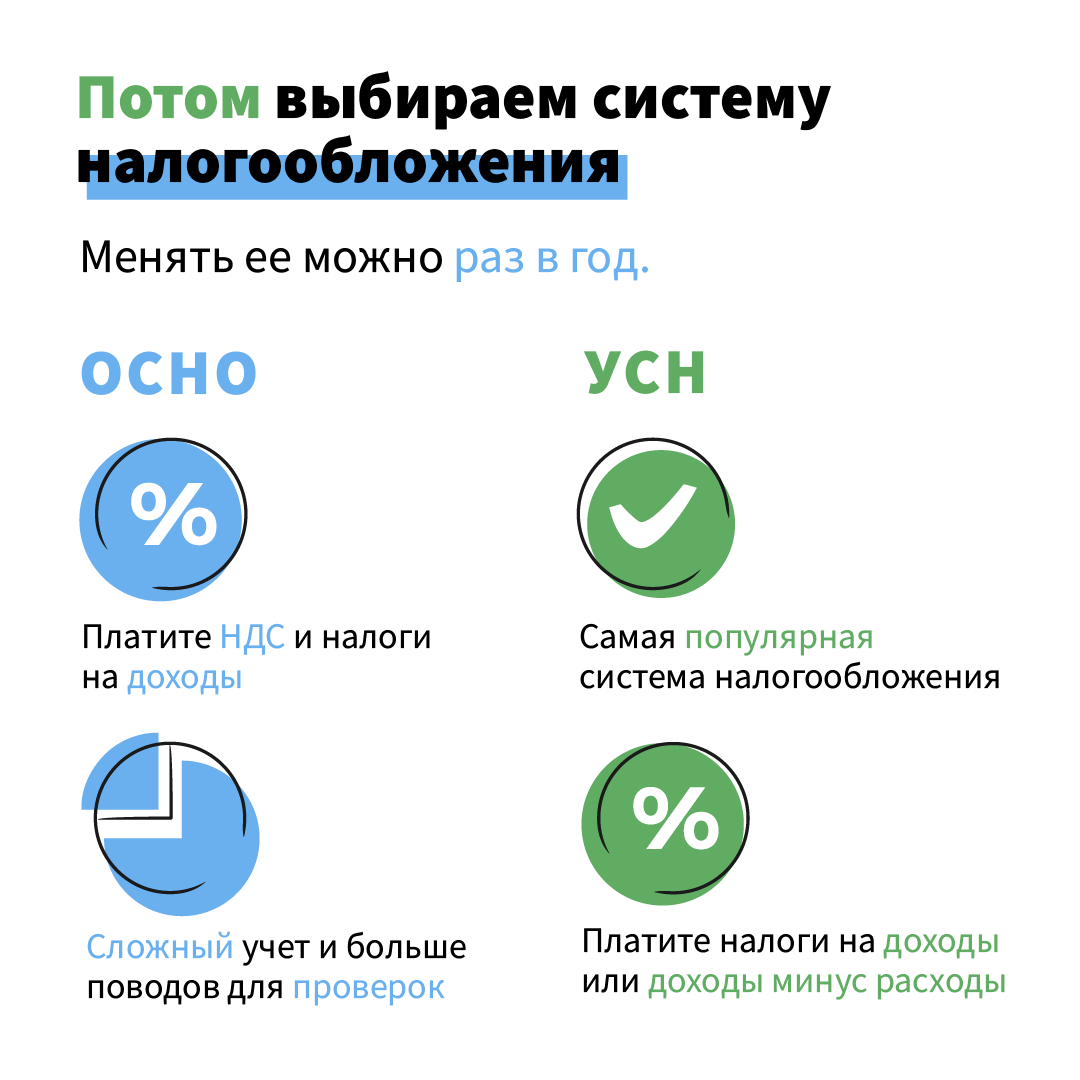 Потом выбираем систему
налогообложения
Менять ее можно раз в год.
ОСНО
%
Платите НДС и налоги
на доходы
Сложный учет и больше
поводов для проверок
УСН
Самая популярная
система налогообложения
%
Платите налоги на доходы
или доходы минус расходы